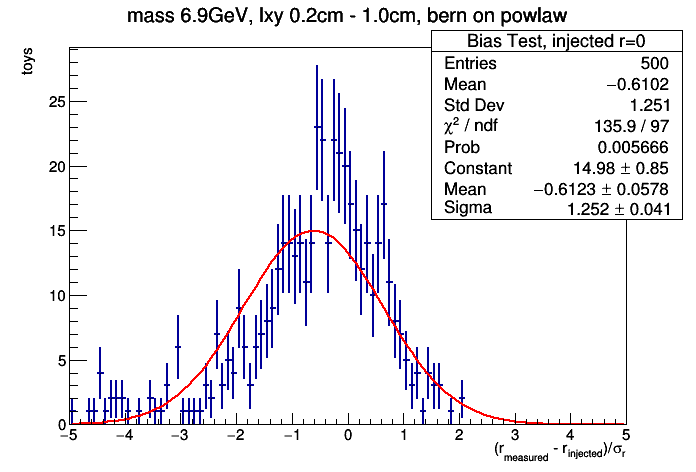 mass 6.9GeV, lxy 0.2cm - 1.0cm, bern on powlaw
Bias Test, injected r=0
Entries 500
Mean −0.6102
Std Dev 1.251
χ² / ndf 135.9 / 97
Prob 0.005666
Constant 14.98 ± 0.85
Mean −0.6123 ± 0.0578
Sigma 1.252 ± 0.041
toys
25
20
15
10
5
0
−5 −4 −3 −2 −1 0 1 2 3 4 5
(r_measured - r_injected)/σ_r